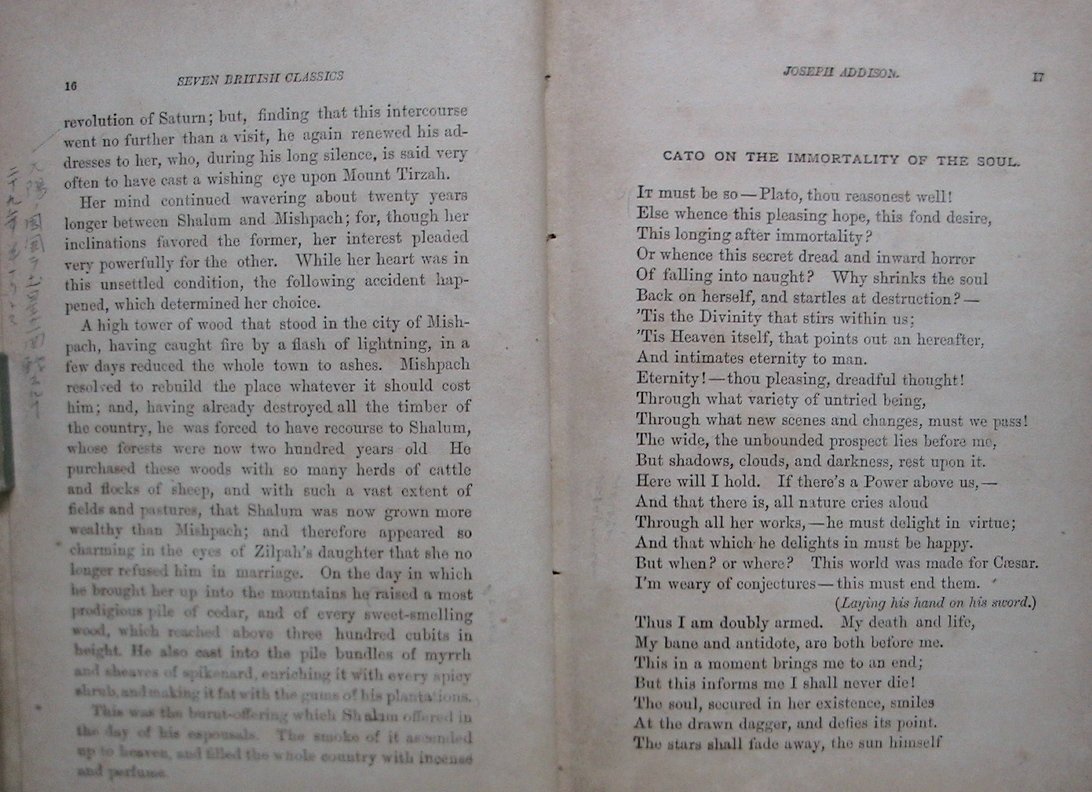 16
SEVEN BRITISH CLASSICS
revolution of Saturn; but, finding that this intercourse
went no further than a visit, he again renewed his ad-
dresses to her, who, during his long silence, is said very
often to have cast a wishing eye upon Mount Tirzah.
Her mind continued wavering about twenty years
longer between Shalum and Mishpach; for, though her
inclinations favored the former, her interest pleaded
very powerfully for the other. While her heart was in
this unsettled condition, the following accident hap-
pened, which determined her choice.
A high tower of wood that stood in the city of Mish-
pach, having caught fire by a flash of lightning, in a
few days reduced the whole town to ashes. Mishpach
resolved to rebuild the place whatever it should cost
him; and, having already destroyed all the timber of
the country, he was forced to have recourse to Shalum,
whose forests were now two hundred years old He
purchased these woods with so many herds of cattle
and flocks of sheep, and with such a vast extent of
fields and pastures, that Shalum was now grown more
wealthy than Mishpach; and therefore appeared so
charming in the eyes of Zilpah's daughter that she no
longer refused him in marriage. On the day in which
he brought her up into the mountains he raised a most
prodigious pile of cedar, and of every sweet-smelling
wood, which reached above three hundred cubits in
height. He also cast into the pile bundles of myrrh
and sheaves of spikenard, enriching it with every spicy
shrub, and making it fat with the gums of his plantations.
This was the burnt-offering which Shalum offered in
the day of his espousals. The smoke of it ascended
up to heaven, and filled the whole country with incense
and perfume.
JOSEPH ADDISON.
17
CATO ON THE IMMORTALITY OF THE SOUL.
IT must be so—Plato, thou reasonest well!
Else whence this pleasing hope, this fond desire,
This longing after immortality?
Or whence this secret dread and inward horror
Of falling into naught? Why shrinks the soul
Back on herself, and startles at destruction?—
'Tis the Divinity that stirs within us;
'Tis Heaven itself, that points out an hereafter,
And intimates eternity to man.
Eternity!—thou pleasing, dreadful thought!
Through what variety of untried being,
Through what new scenes and changes, must we pass!
The wide, the unbounded prospect lies before me,
But shadows, clouds, and darkness, rest upon it.
Here will I hold. If there's a Power above us,—
And that there is, all nature cries aloud
Through all her works,—he must delight in virtue;
And that which he delights in must be happy.
But when? or where? This world was made for Cæsar.
I'm weary of conjectures—this must end them.
(Laying his hand on his sword.)
Thus I am doubly armed. My death and life,
My bane and antidote, are both before me.
This in a moment brings me to an end;
But this informs me I shall never die!
The soul, secured in her existence, smiles
At the drawn dagger, and defies its point.
The stars shall fade away, the sun himself